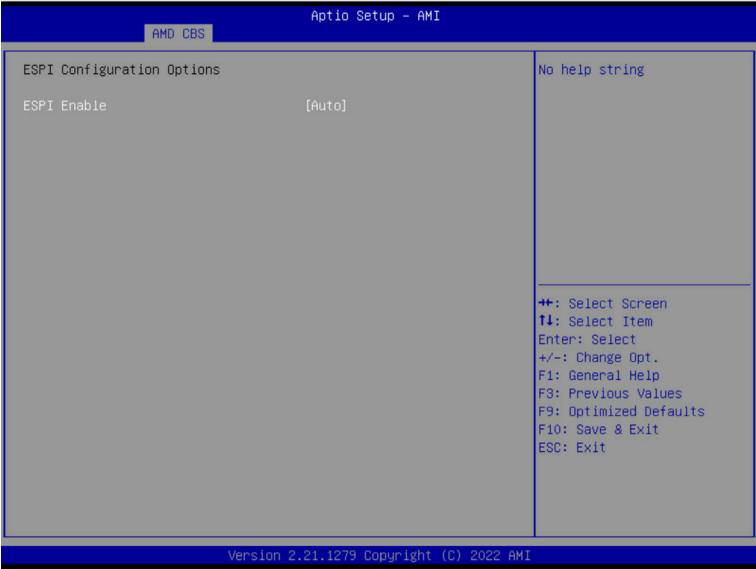 Aptio Setup - AMI
AMD CBS
ESPI Configuration Options
ESPI Enable [Auto]
No help string
→←: Select Screen
↑↓: Select Item
Enter: Select
+/-: Change Opt.
F1: General Help
F3: Previous Values
F9: Optimized Defaults
F10: Save & Exit
ESC: Exit
Version 2.21.1279 Copyright (C) 2022 AMI